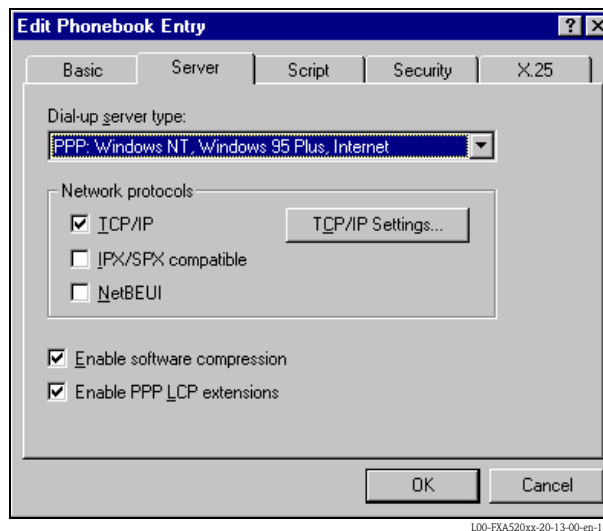 Edit Phonebook Entry
Basic Server Script Security X.25
Dial-up server type:
PPP: Windows NT, Windows 95 Plus, Internet
Network protocols
TCP/IP TCP/IP Settings...
IPX/SPX compatible
NetBEUI
Enable software compression
Enable PPP LCP extensions
OK Cancel
L00-FXA520xx-20-13-00-en-1